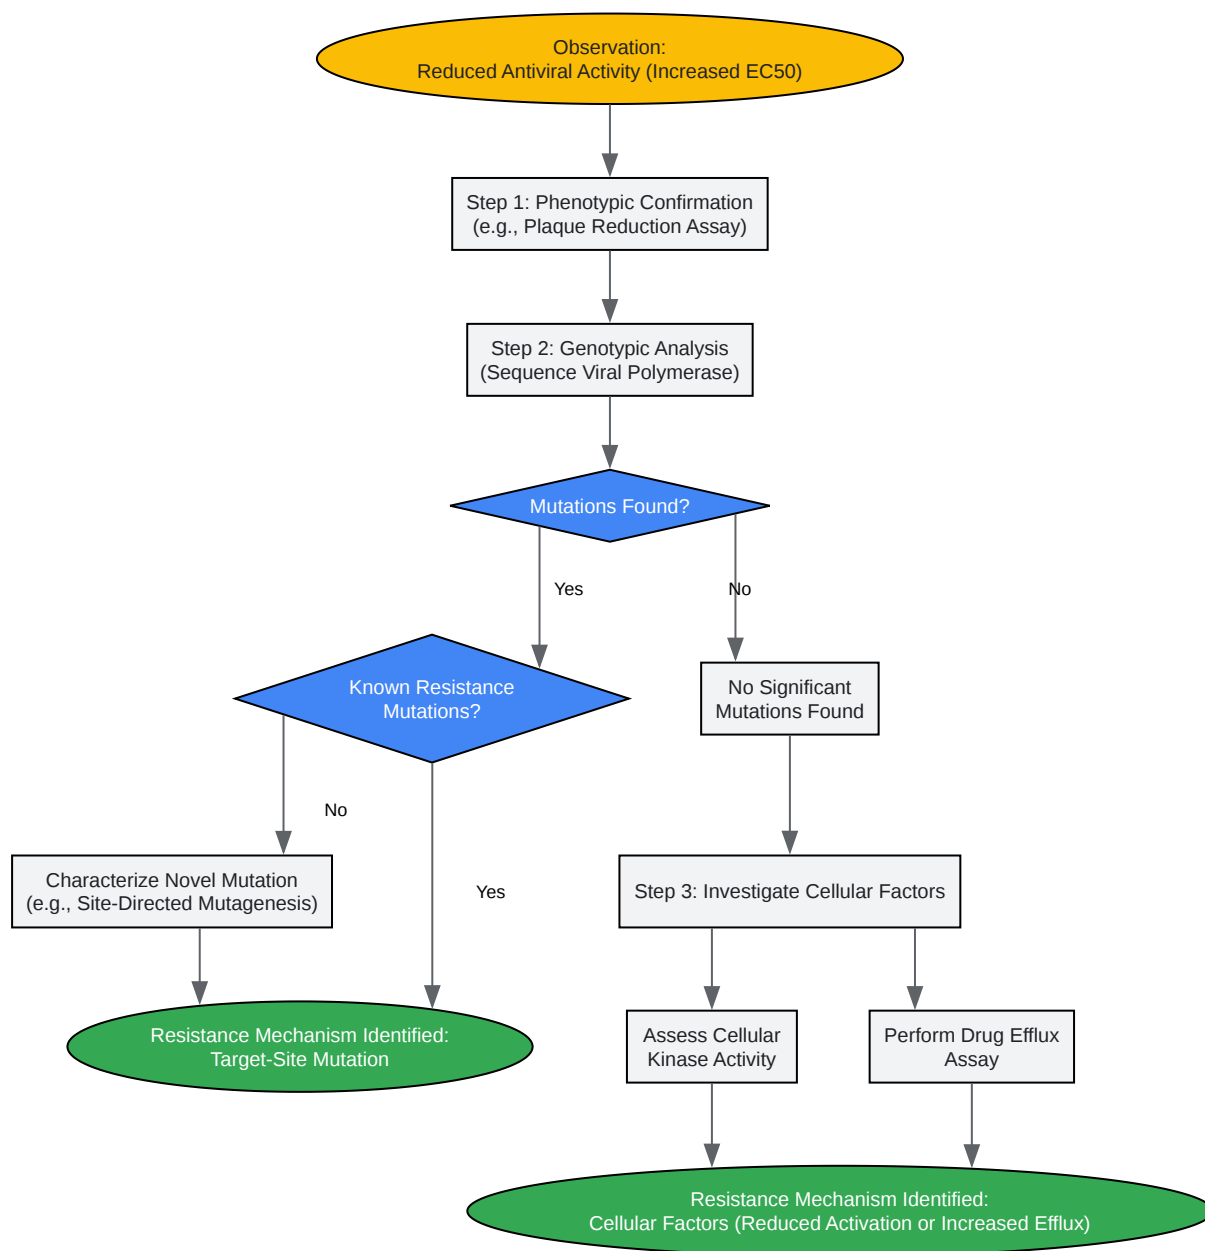 Observation:
Reduced Antiviral Activity (Increased EC50)
Step 1: Phenotypic Confirmation
(e.g., Plaque Reduction Assay)
Step 2: Genotypic Analysis
(Sequence Viral Polymerase)
Mutations Found?
Yes
No
Known Resistance
Mutations?
No Significant
Mutations Found
No
Yes
Characterize Novel Mutation
(e.g., Site-Directed Mutagenesis)
Step 3: Investigate Cellular Factors
Resistance Mechanism Identified:
Target-Site Mutation
Assess Cellular
Kinase Activity
Perform Drug Efflux
Assay
Resistance Mechanism Identified:
Cellular Factors (Reduced Activation or Increased Efflux)